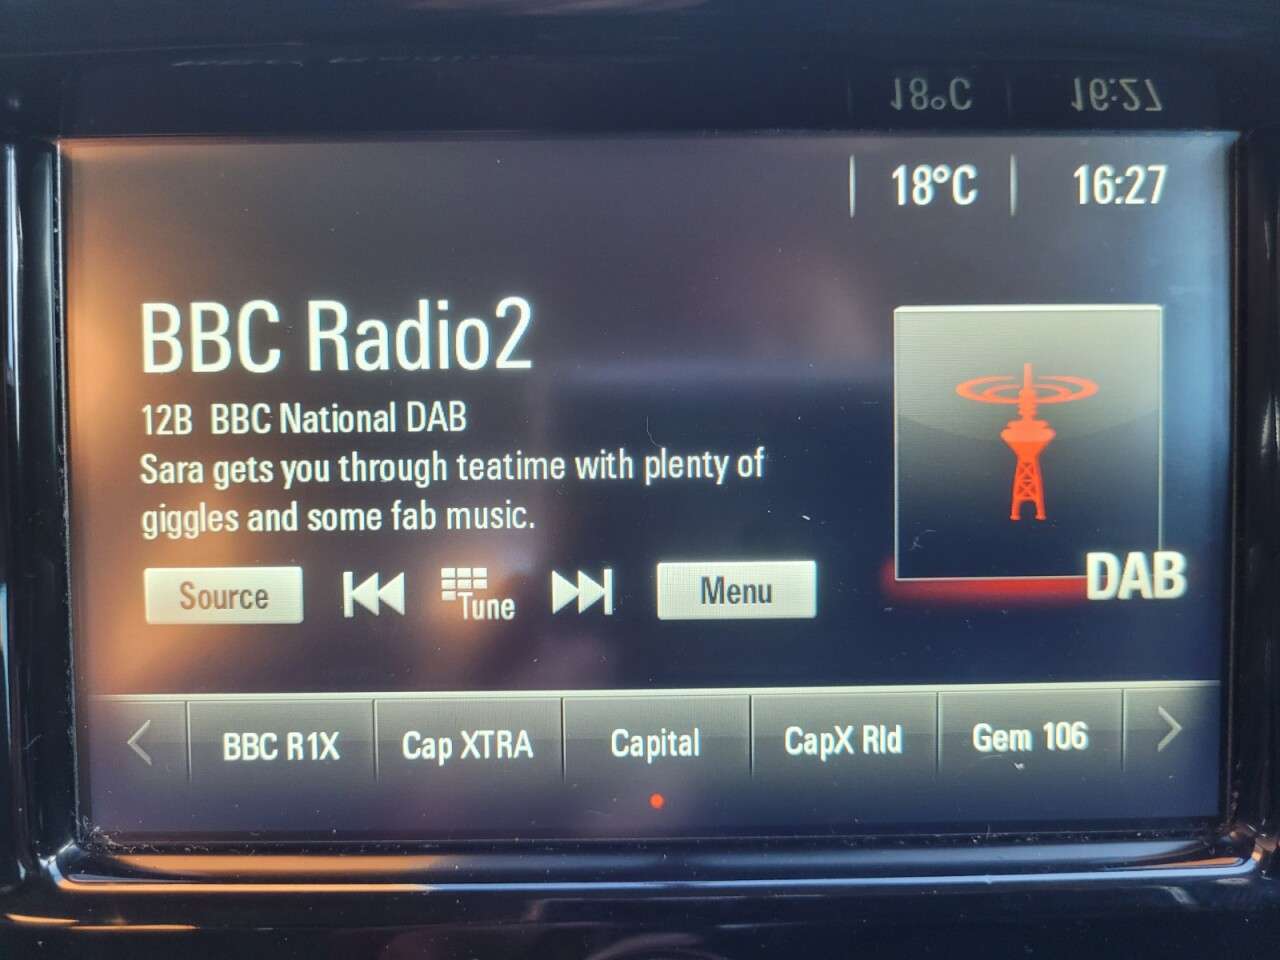 18°C 16:27
BBC Radio2
12B BBC National DAB
Sara gets you through teatime with plenty of
giggles and some fab music.
DAB
Source Tune Menu
BBC R1X Cap XTRA Capital CapX Rld Gem 106